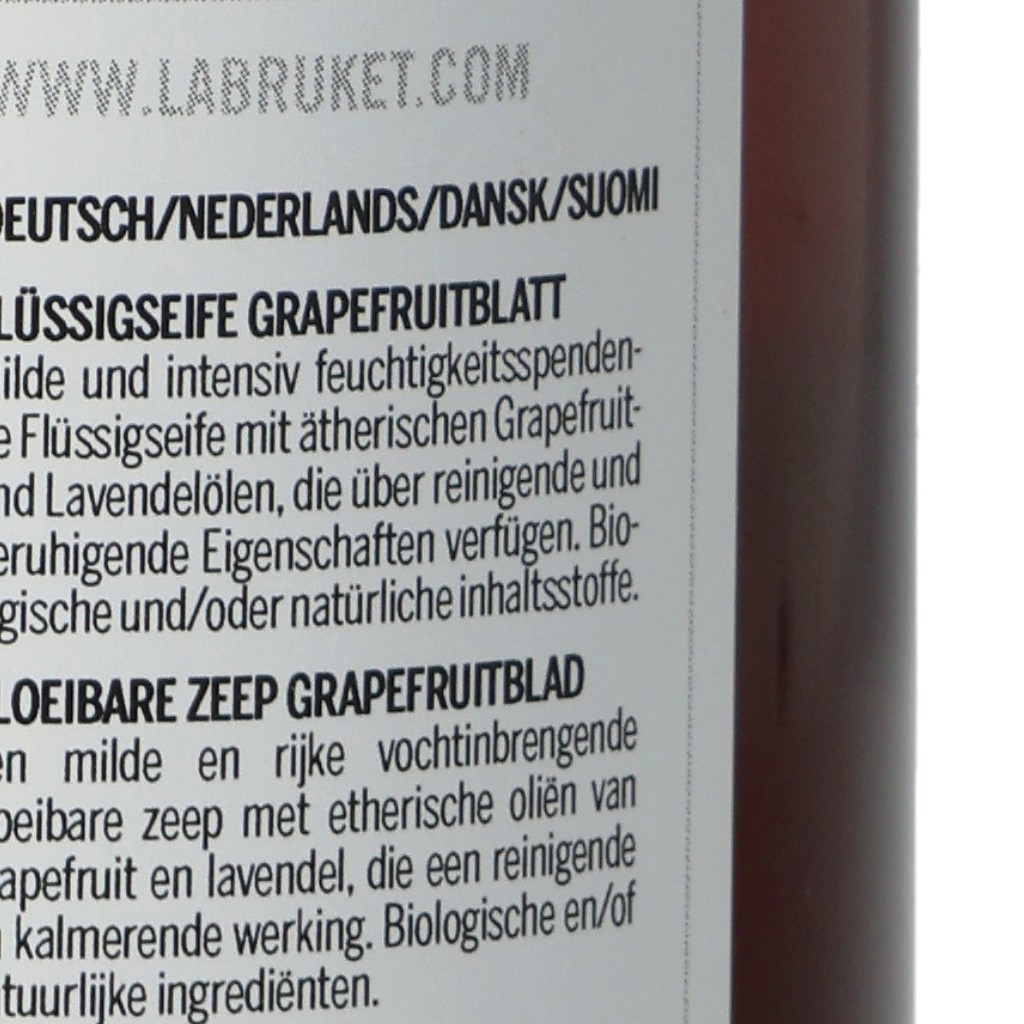 WWW.LABRUKET.COM
DEUTSCH/NEDERLANDS/DANSK/SUOMI
LÜSSIGSEIFE GRAPEFRUITBLATT
ilde und intensiv feuchtigkeitsspenden-
e Flüssigseife mit ätherischen Grapefruit-
nd Lavendelölen, die über reinigende und
eruhigende Eigenschaften verfügen. Bio-
gische und/oder natürliche inhaltsstoffe.
LOEIBARE ZEEP GRAPEFRUITBLAD
en milde en rijke vochtinbrengende
oeibare zeep met etherische oliën van
apefruit en lavendel, die een reinigende
kalmerende werking. Biologische en/of
tuurlijke ingrediënten.